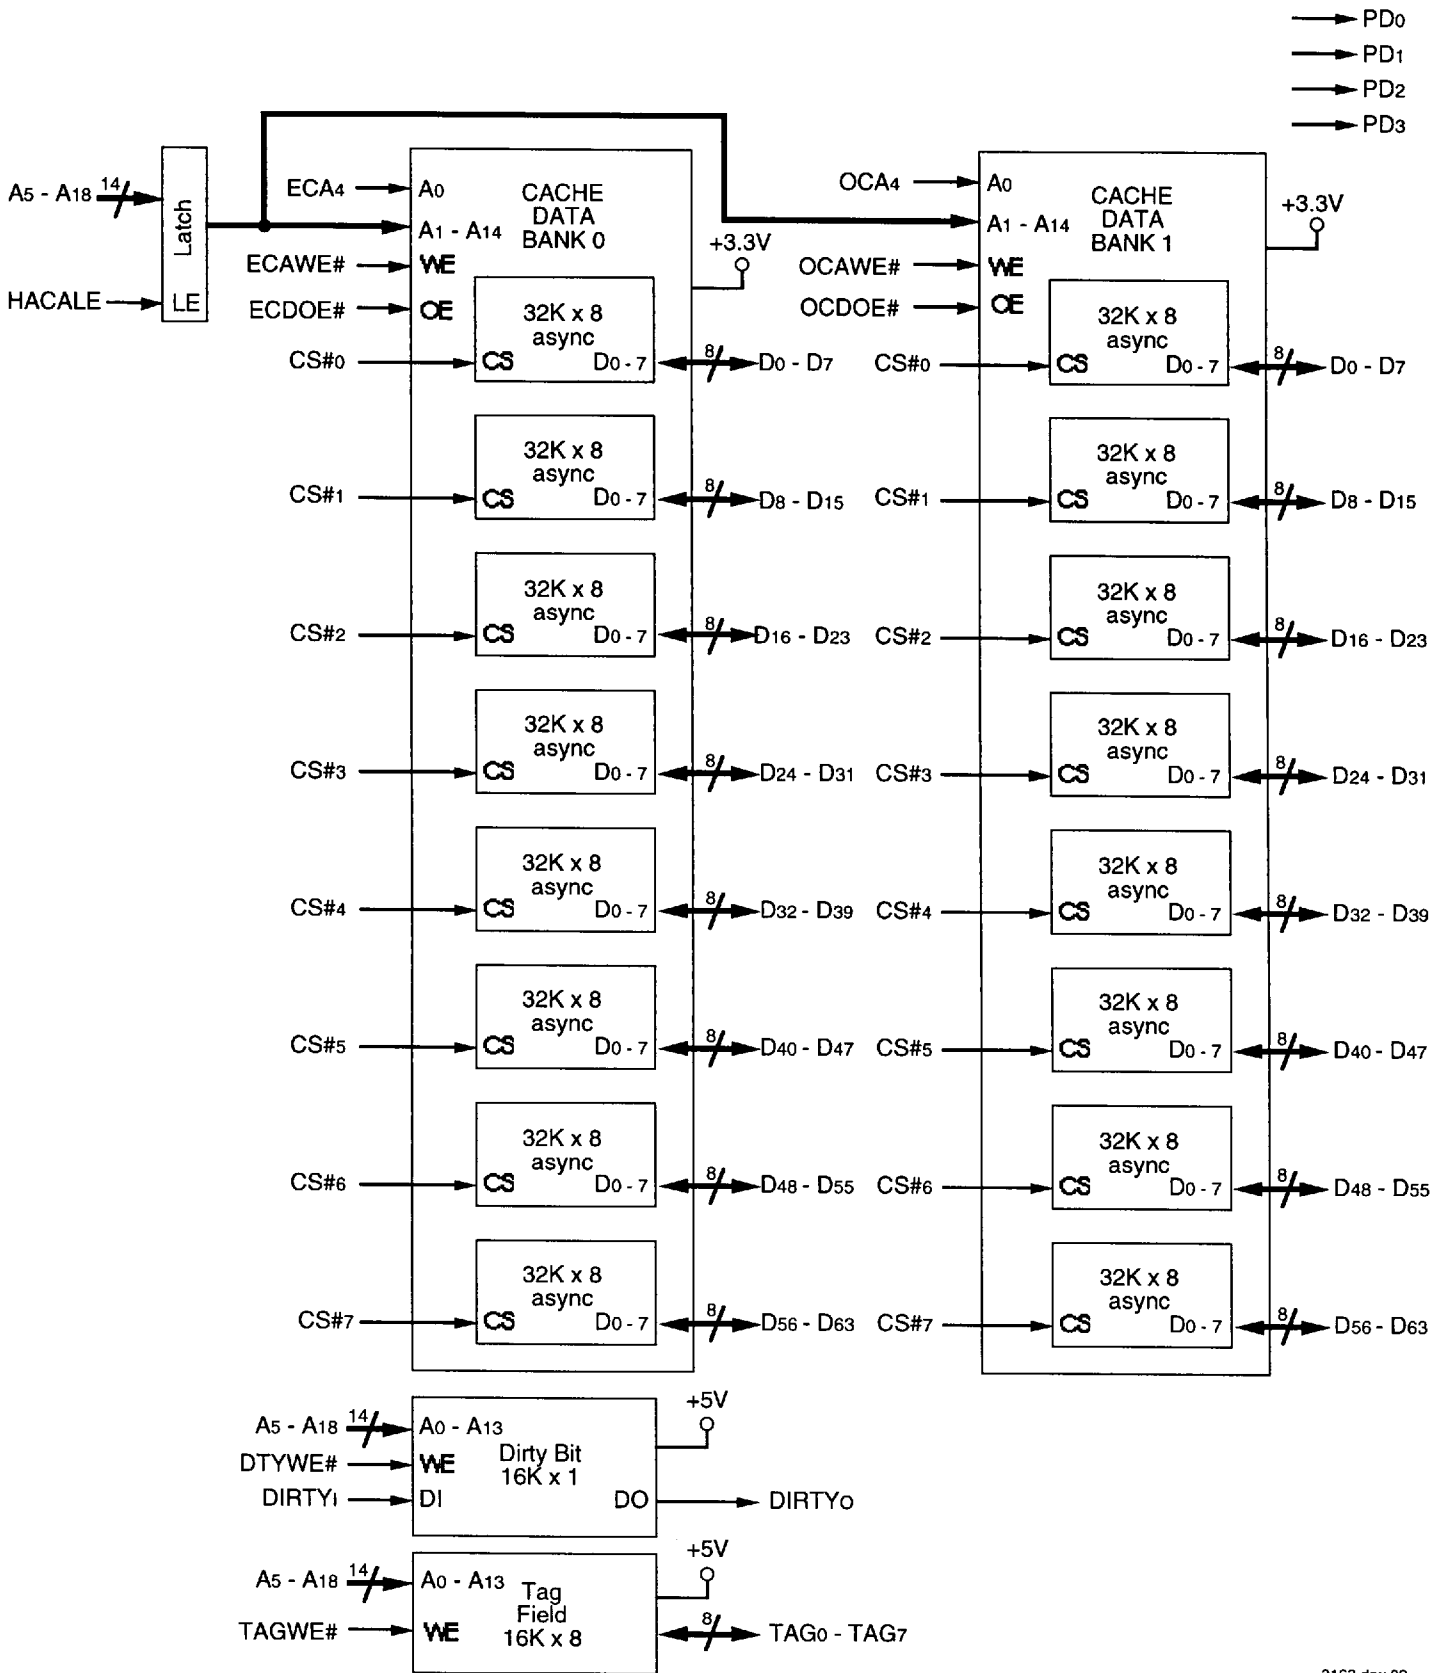 PD0
PD1
PD2
PD3
A5 - A18 14
Latch
LE
HACALE
ECA4
A0
CACHE
DATA
BANK 0
A1 - A14
ECAWE#
WE
ECDOE#
OE
+3.3V
32K x 8
async
CS#0
CS
D0 - 7
8
D0 - D7
32K x 8
async
CS#1
CS
D0 - 7
8
D8 - D15
32K x 8
async
CS#2
CS
D0 - 7
8
D16 - D23
32K x 8
async
CS#3
CS
D0 - 7
8
D24 - D31
32K x 8
async
CS#4
CS
D0 - 7
8
D32 - D39
32K x 8
async
CS#5
CS
D0 - 7
8
D40 - D47
32K x 8
async
CS#6
CS
D0 - 7
8
D48 - D55
32K x 8
async
CS#7
CS
D0 - 7
8
D56 - D63
OCA4
A0
CACHE
DATA
BANK 1
A1 - A14
OCAWE#
WE
OCDOE#
OE
+3.3V
32K x 8
async
CS#0
CS
D0 - 7
8
D0 - D7
32K x 8
async
CS#1
CS
D0 - 7
8
D8 - D15
32K x 8
async
CS#2
CS
D0 - 7
8
D16 - D23
32K x 8
async
CS#3
CS
D0 - 7
8
D24 - D31
32K x 8
async
CS#4
CS
D0 - 7
8
D32 - D39
32K x 8
async
CS#5
CS
D0 - 7
8
D40 - D47
32K x 8
async
CS#6
CS
D0 - 7
8
D48 - D55
32K x 8
async
CS#7
CS
D0 - 7
8
D56 - D63
+5V
A5 - A18 14
A0 - A13
Dirty Bit
16K x 1
DTYWE#
WE
DIRTYI
DI
DO
DIRTYO
+5V
A5 - A18 14
A0 - A13
Tag
Field
16K x 8
TAGWE#
WE
8
TAG0 - TAG7